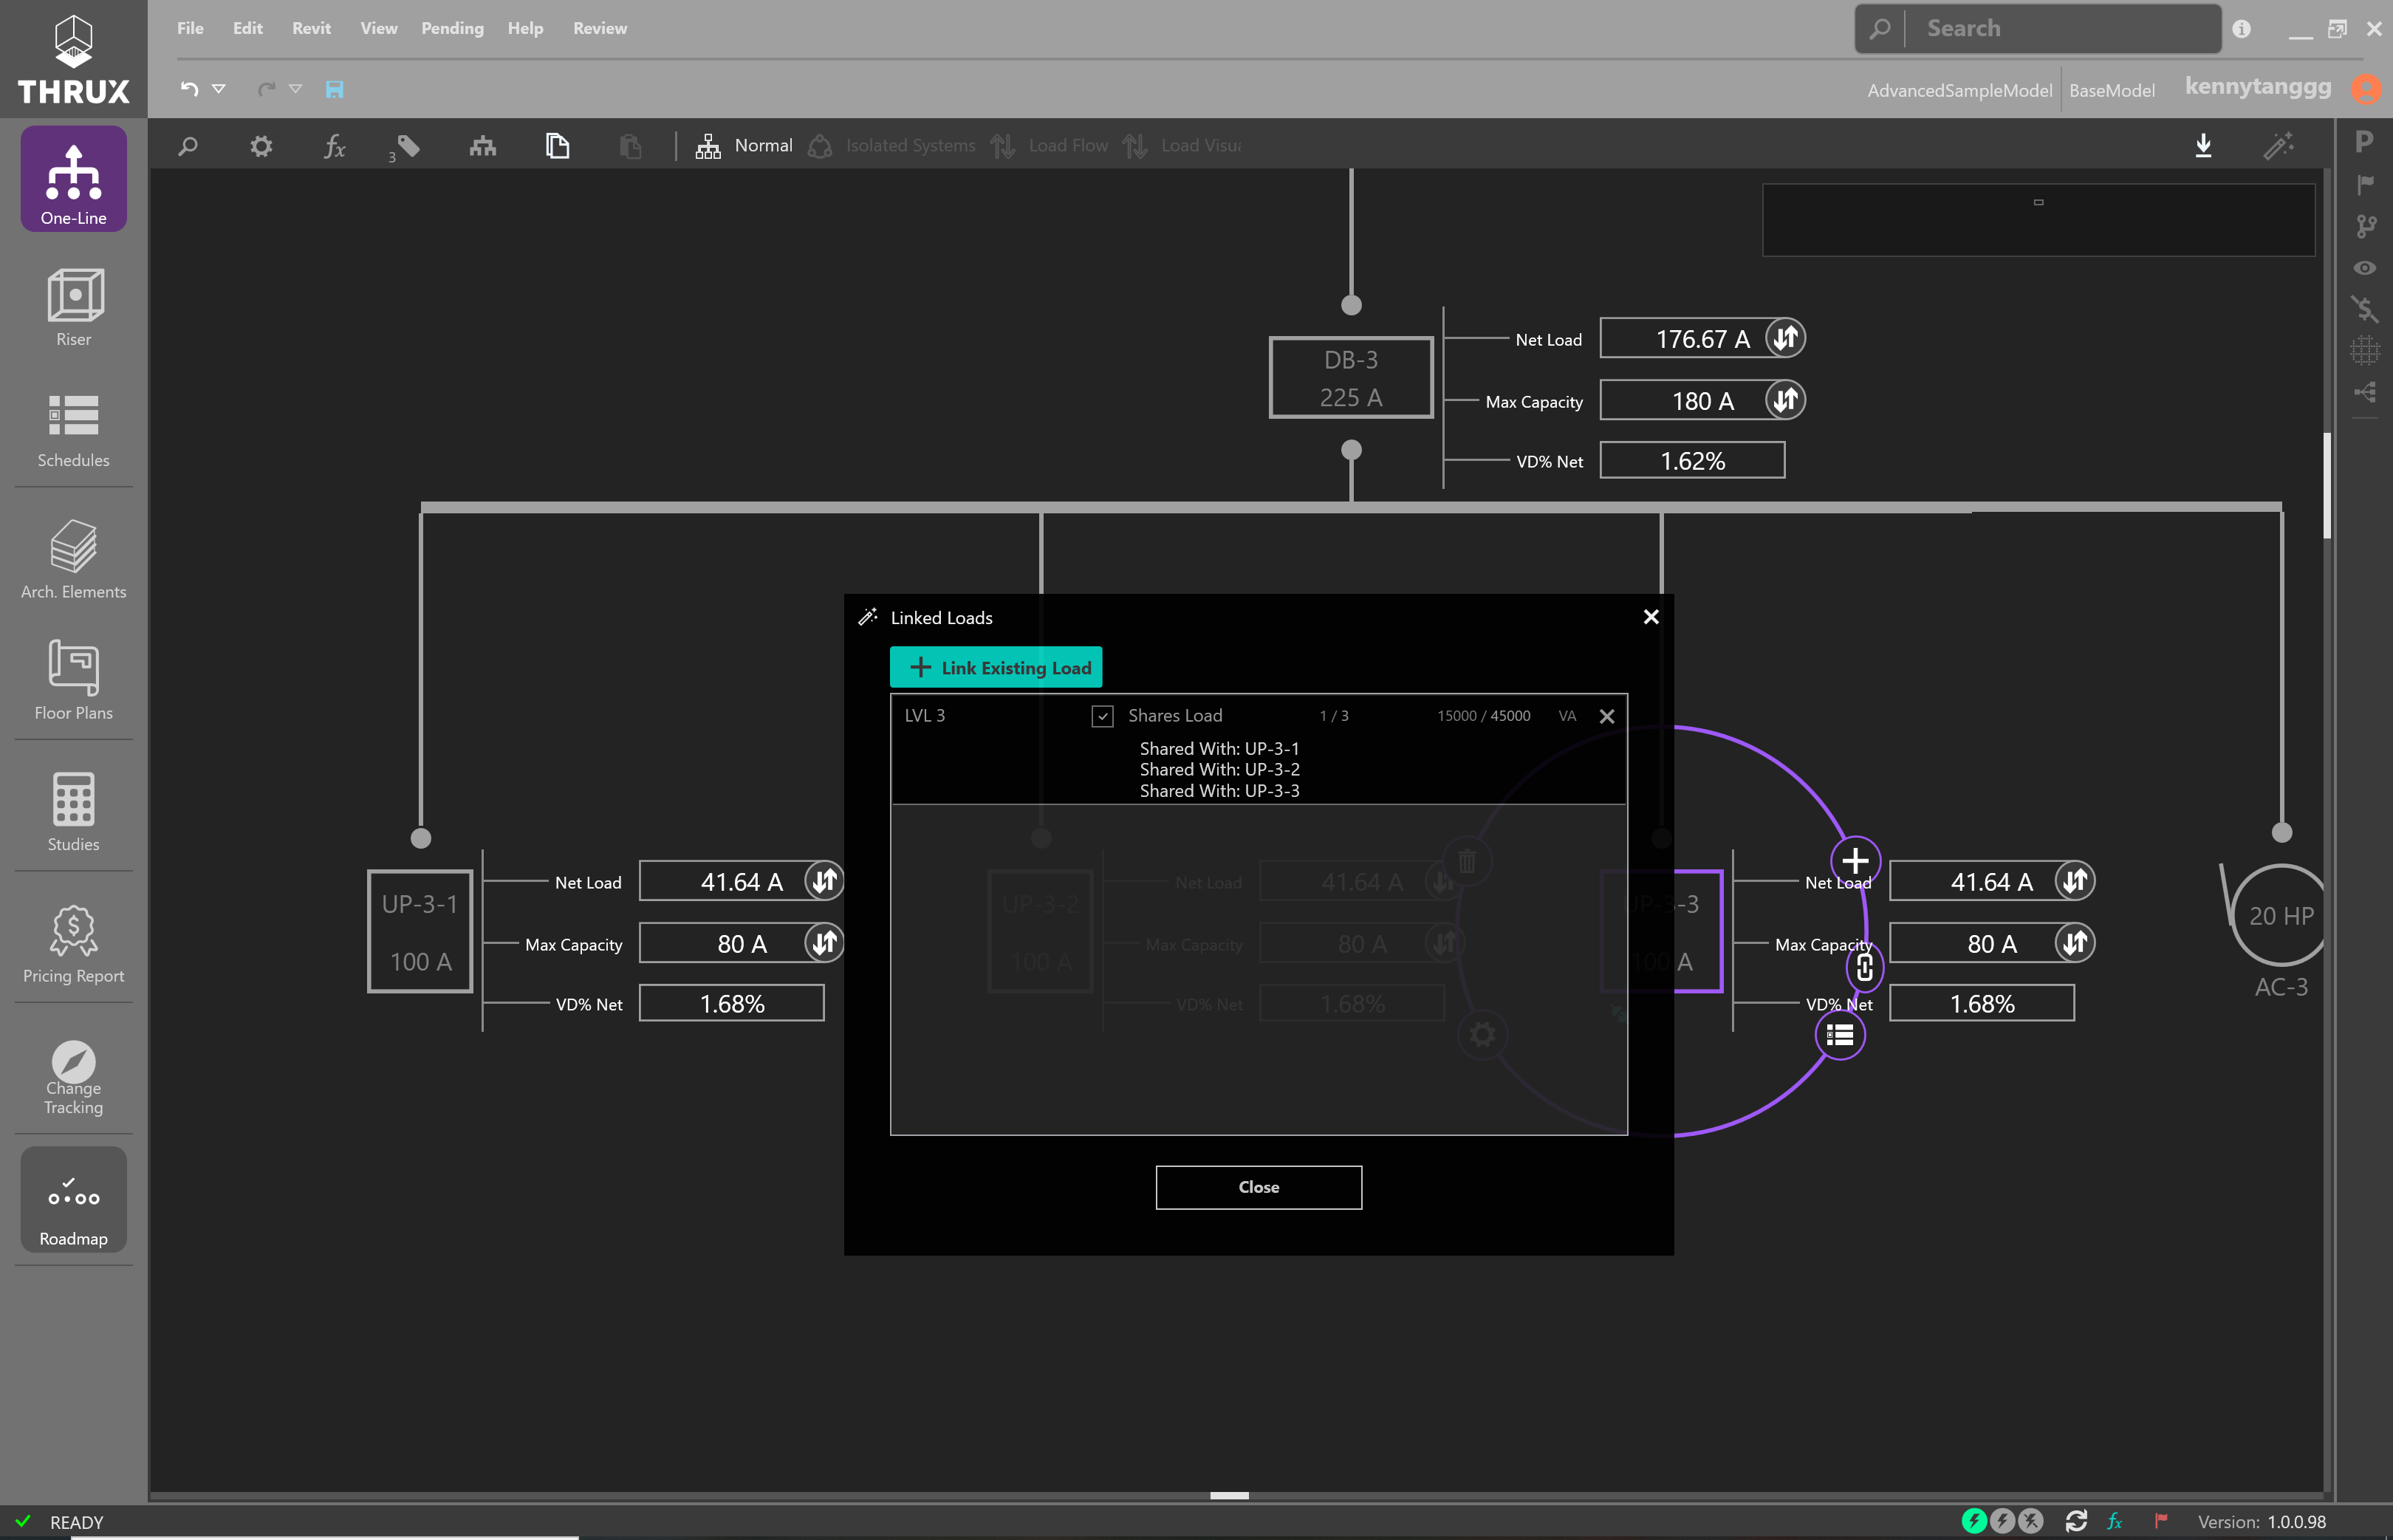 THRUX
File Edit Revit View Pending Help Review
Search
AdvancedSampleModel BaseModel kennytanggg
3 Normal Isolated Systems Load Flow Load Visu
One-Line
Riser
Schedules
Arch. Elements
Floor Plans
Studies
Pricing Report
Change
Tracking
Roadmap
P
DB-3
225 A
Net Load 176.67 A
Max Capacity 180 A
VD% Net 1.62%
Linked Loads
Link Existing Load
LVL 3 Shares Load 1 / 3 15000 / 45000 VA
Shared With: UP-3-1
Shared With: UP-3-2
Shared With: UP-3-3
Close
UP-3-1
100 A
Net Load 41.64 A
Max Capacity 80 A
VD% Net 1.68%
UP-3-2
100 A
Net Load 41.64 A
Max Capacity 80 A
VD% Net 1.68%
UP-3-3
100 A
Net Load 41.64 A
Max Capacity 80 A
VD% Net 1.68%
20 HP
AC-3
READY
fx
Version: 1.0.0.98